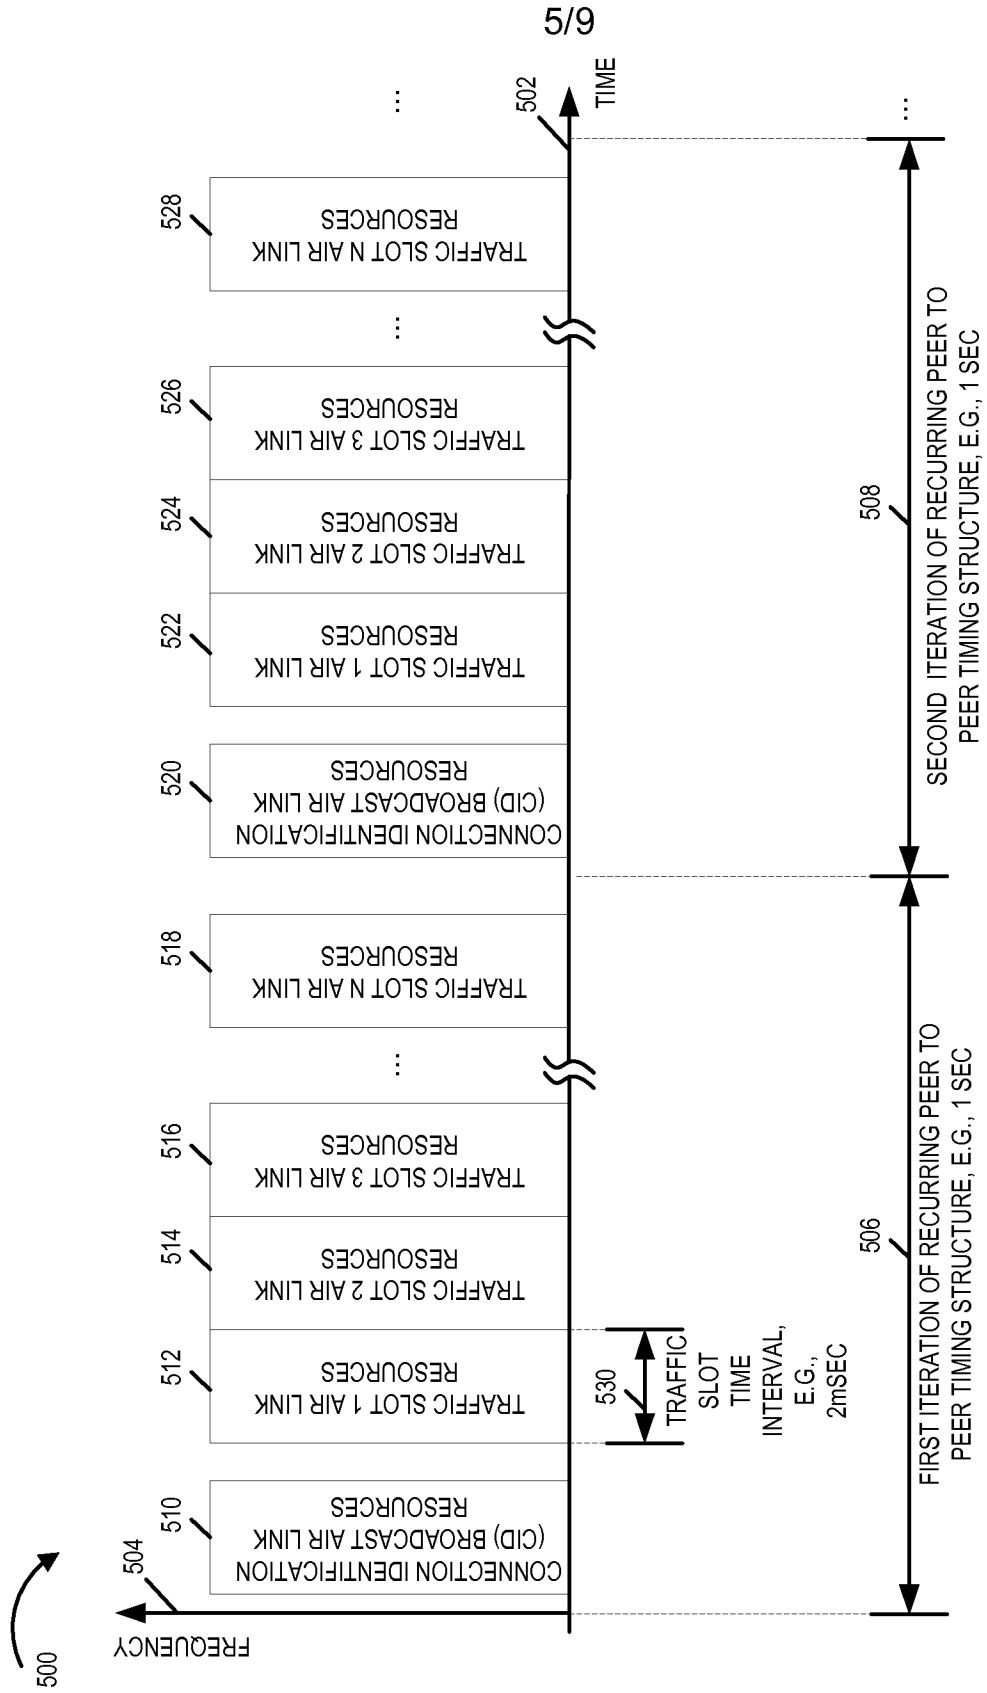 5/9
500
FREQUENCY
504
510
CONNECTION IDENTIFICATION
(CID) BROADCAST AIR LINK
RESOURCES
512
TRAFFIC SLOT 1 AIR LINK
RESOURCES
514
TRAFFIC SLOT 2 AIR LINK
RESOURCES
516
TRAFFIC SLOT 3 AIR LINK
RESOURCES
...
518
TRAFFIC SLOT N AIR LINK
RESOURCES
520
CONNECTION IDENTIFICATION
(CID) BROADCAST AIR LINK
RESOURCES
522
TRAFFIC SLOT 1 AIR LINK
RESOURCES
524
TRAFFIC SLOT 2 AIR LINK
RESOURCES
526
TRAFFIC SLOT 3 AIR LINK
RESOURCES
...
528
TRAFFIC SLOT N AIR LINK
RESOURCES
...
502
TIME
530
TRAFFIC
SLOT
TIME
INTERVAL,
E.G.,
2mSEC
506
FIRST ITERATION OF RECURRING PEER TO
PEER TIMING STRUCTURE, E.G., 1 SEC
508
SECOND ITERATION OF RECURRING PEER TO
PEER TIMING STRUCTURE, E.G., 1 SEC
...